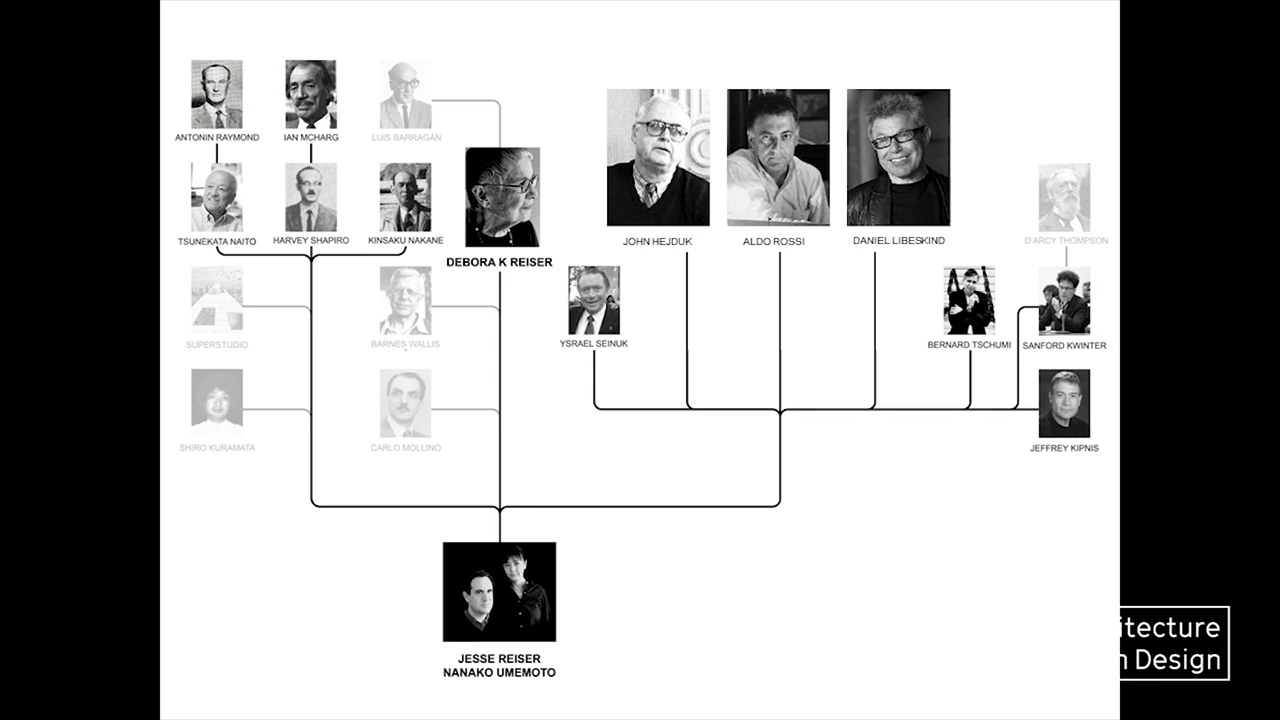 ANTONIN RAYMOND
IAN MCHARG
LUIS BARRAGÁN
TSUNEKATA NAITO
HARVEY SHAPIRO
KINSAKU NAKANE
DEBORA K REISER
JOHN HEJDUK
ALDO ROSSI
DANIEL LIBESKIND
D'ARCY THOMPSON
SUPERSTUDIO
BARNES WALLIS
YSRAEL SEINUK
BERNARD TSCHUMI
SANFORD KWINTER
SHIRO KURAMATA
CARLO MOLLINO
JEFFREY KIPNIS
JESSE REISER
NANAKO UMEMOTO
itecture
n Design